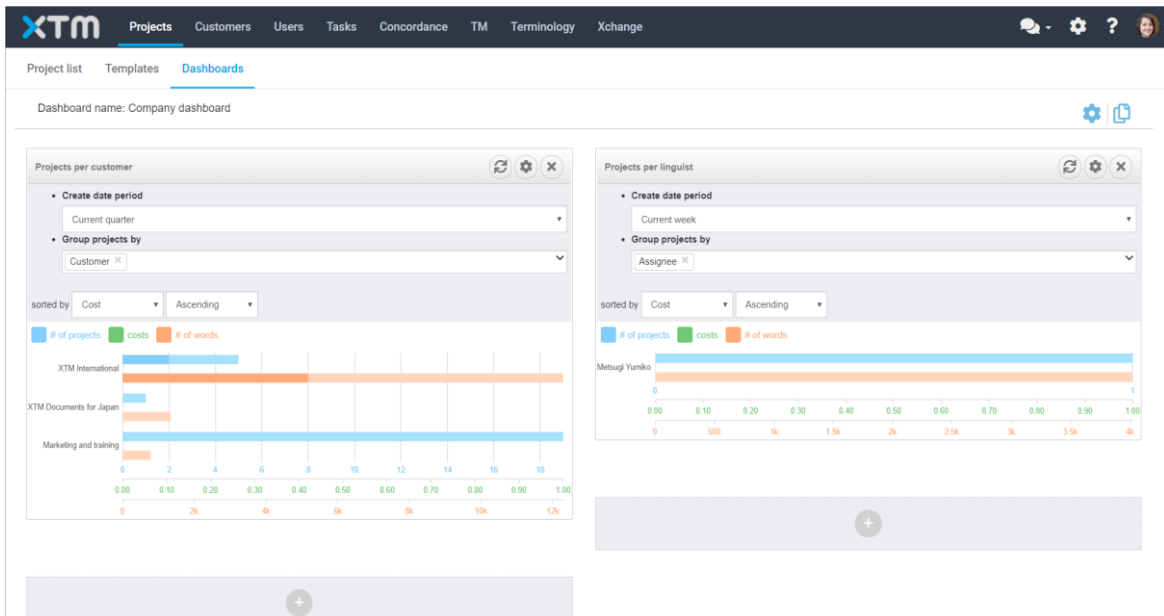 XTM Projects Customers Users Tasks Concordance TM Terminology Xchange
Project list Templates Dashboards
Dashboard name: Company dashboard
Projects per customer
• Create date period
Current quarter
• Group projects by
Customer ×
sorted by Cost Ascending
# of projects costs # of words
XTM International
XTM Documents for Japan
Marketing and training
0 2 4 6 8 10 12 14 16 18
0.00 0.10 0.20 0.30 0.40 0.50 0.60 0.70 0.80 0.90 1.00
0 2k 4k 6k 8k 10k 12k
Projects per linguist
• Create date period
Current week
• Group projects by
Assignee ×
sorted by Cost Ascending
# of projects costs # of words
Metsugi Yumiko
0 1
0.00 0.10 0.20 0.30 0.40 0.50 0.60 0.70 0.80 0.90 1.00
0 500 1k 1.5k 2k 2.5k 3k 3.5k 4k